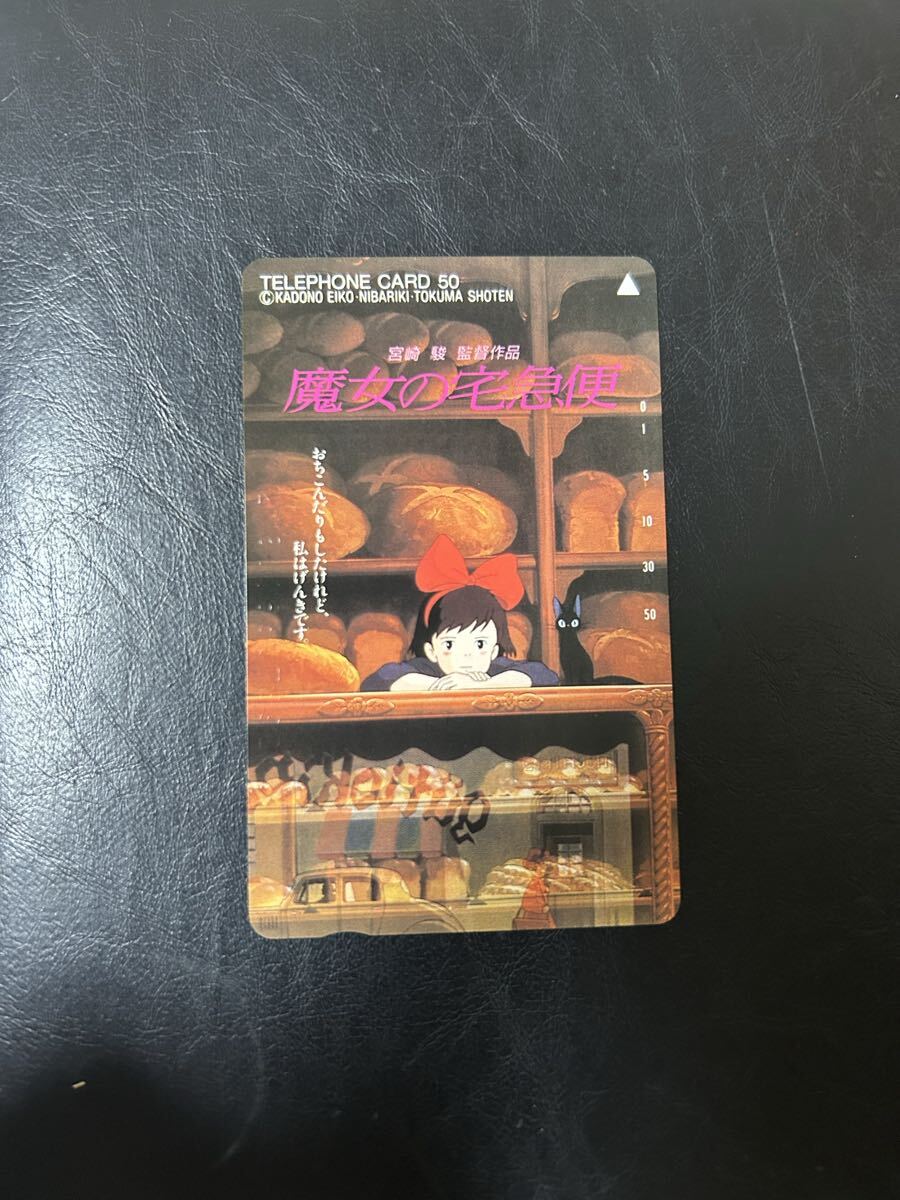 TELEPHONE CARD 50
©KADONO EIKO·NIBARIKI·TOKUMA SHOTEN
宮崎 駿 監督作品
魔女の宅急便
おちこんだりもしたけれど、
私はげんきです。
0
1
5
10
30
50